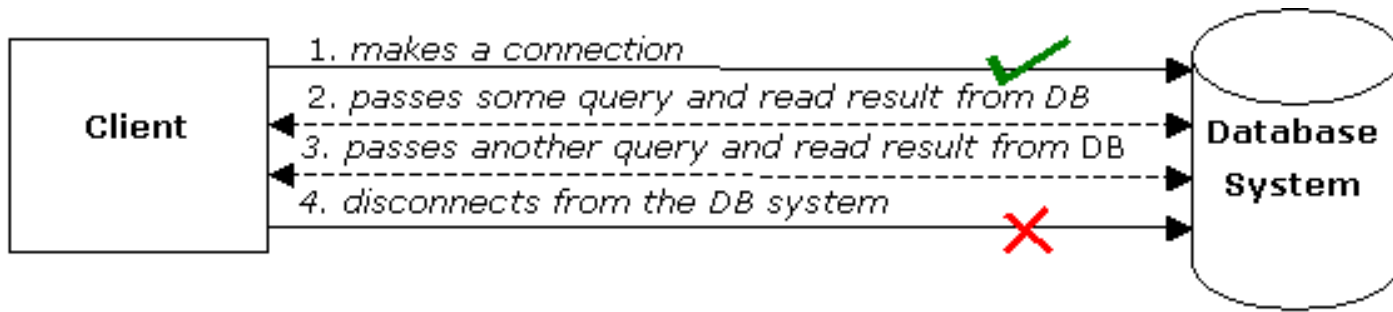 1. makes a connection
2. passes some query and read result from DB
Client
3. passes another query and read result from DB
Database
System
4. disconnects from the DB system